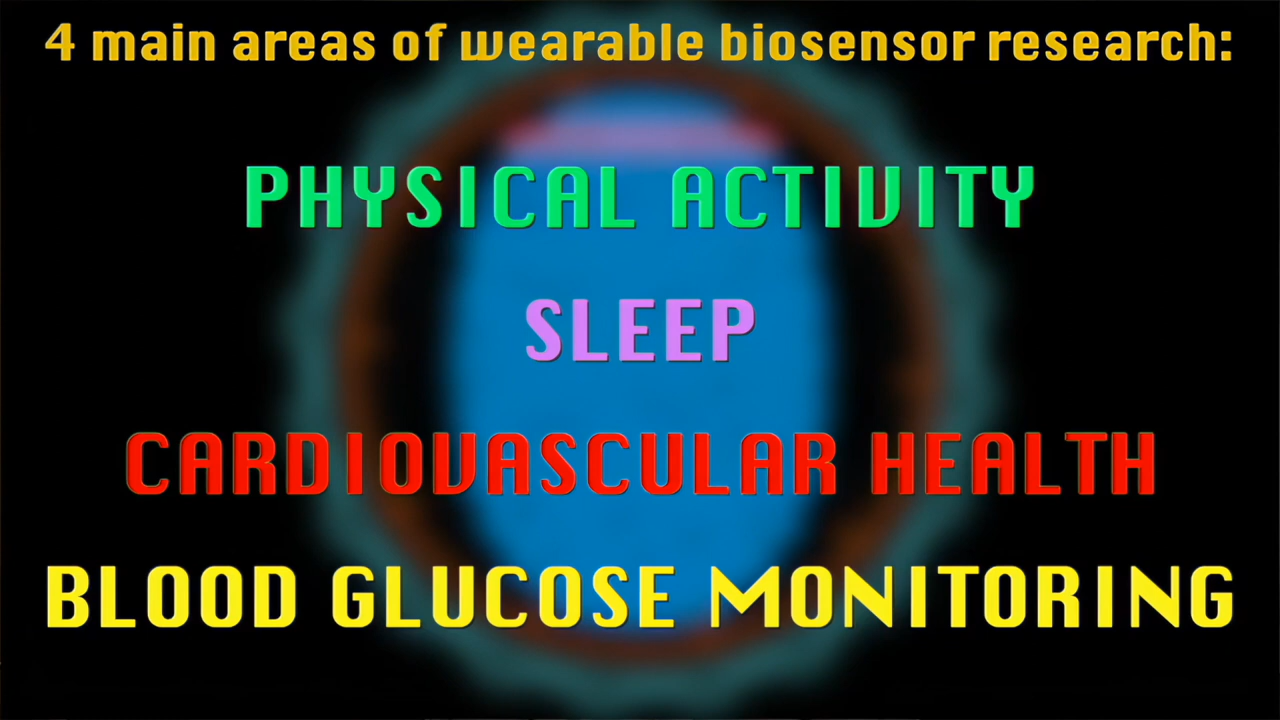 4 main areas of wearable biosensor research:
PHYSICAL ACTIVITY
SLEEP
CARDIOVASCULAR HEALTH
BLOOD GLUCOSE MONITORING